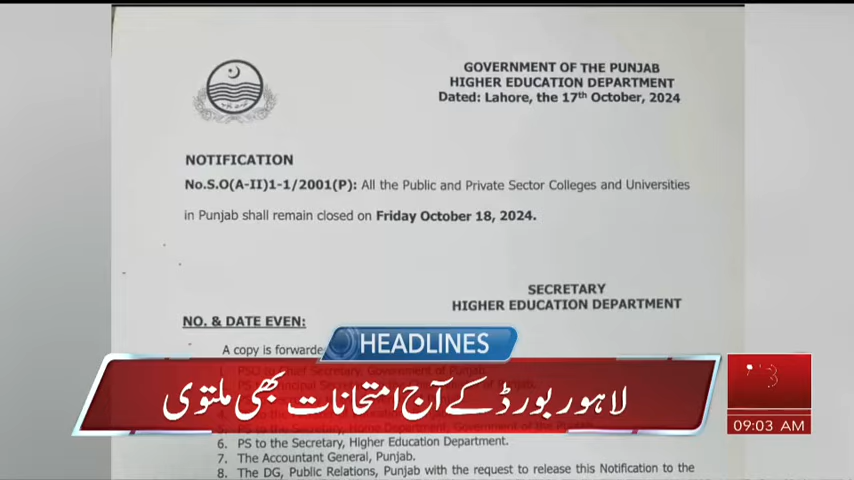 GOVERNMENT OF THE PUNJAB
HIGHER EDUCATION DEPARTMENT
Dated: Lahore, the 17th October, 2024
NOTIFICATION
No.S.O(A-II)1-1/2001(P): All the Public and Private Sector Colleges and Universities
in Punjab shall remain closed on Friday October 18, 2024.
SECRETARY
HIGHER EDUCATION DEPARTMENT
NO. & DATE EVEN:
A copy is forwarde
HEADLINES
لاہور بورڈ کے آج امتحانات بھی ملتوی
09:03 AM
6. PS to the Secretary, Higher Education Department.
7. The Accountant General, Punjab.
8. The DG, Public Relations, Punjab with the request to release this Notification to the